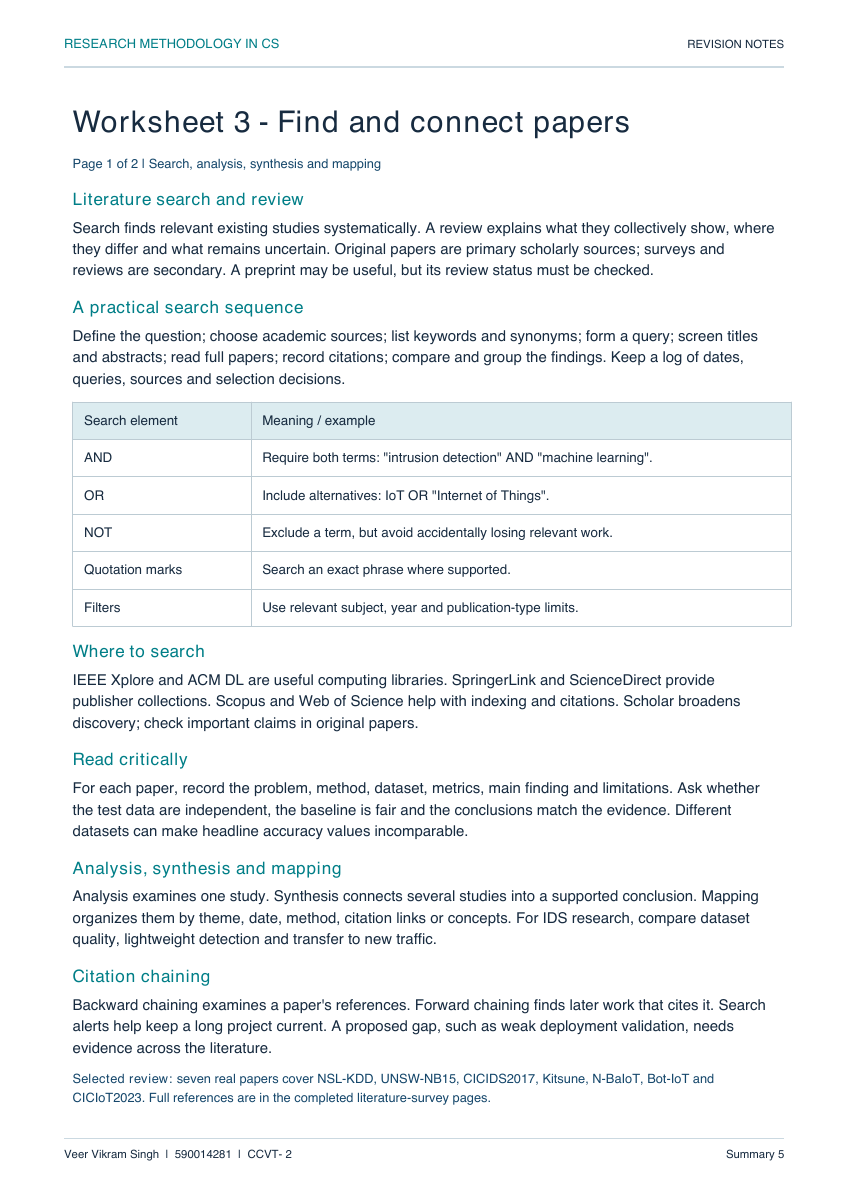 RESEARCH METHODOLOGY IN CS
REVISION NOTES
Worksheet 3 - Find and connect papers
Page 1 of 2 | Search, analysis, synthesis and mapping
Literature search and review
Search finds relevant existing studies systematically. A review explains what they collectively show, where
they differ and what remains uncertain. Original papers are primary scholarly sources; surveys and
reviews are secondary. A preprint may be useful, but its review status must be checked.
A practical search sequence
Define the question; choose academic sources; list keywords and synonyms; form a query; screen titles
and abstracts; read full papers; record citations; compare and group the findings. Keep a log of dates,
queries, sources and selection decisions.
Search element Meaning / example
AND Require both terms: "intrusion detection" AND "machine learning".
OR Include alternatives: IoT OR "Internet of Things".
NOT Exclude a term, but avoid accidentally losing relevant work.
Quotation marks Search an exact phrase where supported.
Filters Use relevant subject, year and publication-type limits.
Where to search
IEEE Xplore and ACM DL are useful computing libraries. SpringerLink and ScienceDirect provide
publisher collections. Scopus and Web of Science help with indexing and citations. Scholar broadens
discovery; check important claims in original papers.
Read critically
For each paper, record the problem, method, dataset, metrics, main finding and limitations. Ask whether
the test data are independent, the baseline is fair and the conclusions match the evidence. Different
datasets can make headline accuracy values incomparable.
Analysis, synthesis and mapping
Analysis examines one study. Synthesis connects several studies into a supported conclusion. Mapping
organizes them by theme, date, method, citation links or concepts. For IDS research, compare dataset
quality, lightweight detection and transfer to new traffic.
Citation chaining
Backward chaining examines a paper's references. Forward chaining finds later work that cites it. Search
alerts help keep a long project current. A proposed gap, such as weak deployment validation, needs
evidence across the literature.
Selected review: seven real papers cover NSL-KDD, UNSW-NB15, CICIDS2017, Kitsune, N-BaIoT, Bot-IoT and
CICIoT2023. Full references are in the completed literature-survey pages.
Veer Vikram Singh | 590014281 | CCVT- 2
Summary 5